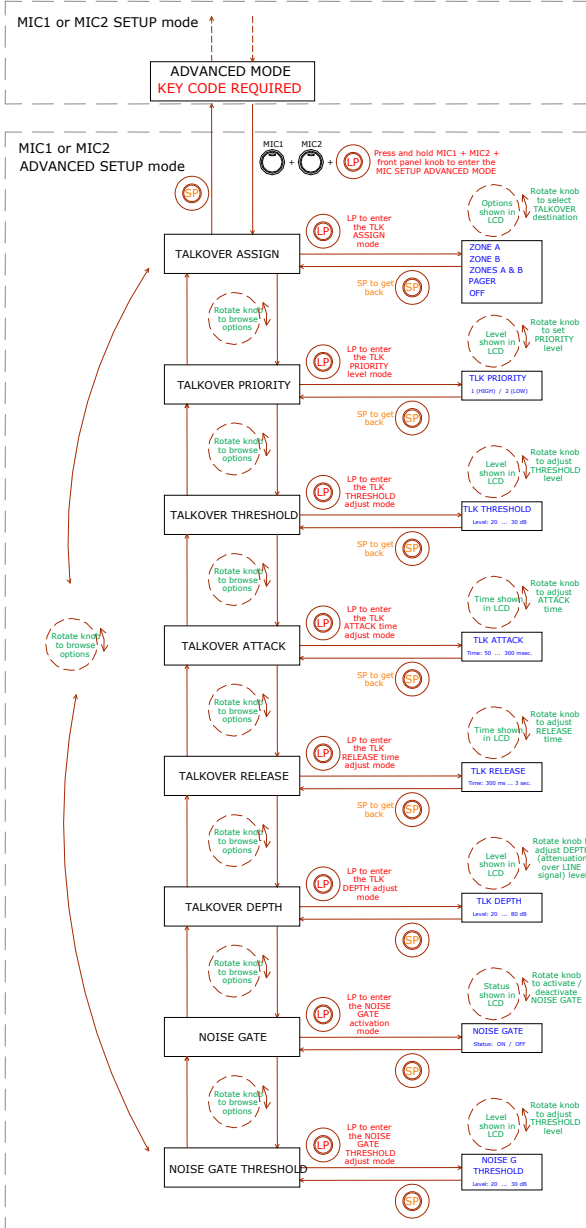 MIC1 or MIC2 SETUP mode
ADVANCED MODE
KEY CODE REQUIRED
MIC1 or MIC2
ADVANCED SETUP mode
MIC1
MIC2
+
+
LP
Press and hold MIC1 + MIC2 +
front panel knob to enter the
MIC SETUP ADVANCED MODE
SP
TALKOVER ASSIGN
LP
LP to enter
the TLK
ASSIGN
mode
SP to get
back
SP
Options
shown in
LCD
Rotate knob
to select
TALKOVER
destination
ZONE A
ZONE B
ZONES A & B
PAGER
OFF
Rotate knob
to browse
options
TALKOVER PRIORITY
LP
LP to enter
the TLK
PRIORITY
level mode
SP to get
back
SP
Level
shown in
LCD
Rotate knob
to set
PRIORITY
level
TLK PRIORITY
1 (HIGH) / 2 (LOW)
Rotate knob
to browse
options
TALKOVER THRESHOLD
LP
LP to enter
the TLK
THRESHOLD
adjust mode
SP to get
back
SP
Level
shown in
LCD
Rotate knob
to adjust
THRESHOLD
level
TLK THRESHOLD
Level: 20 ... 30 dB
Rotate knob
to browse
options
Rotate knob
to browse
options
TALKOVER ATTACK
LP
LP to enter
the TLK
ATTACK time
adjust mode
SP to get
back
SP
Time shown
in LCD
Rotate knob
to adjust
ATTACK
time
TLK ATTACK
Time: 50 ... 300 msec.
Rotate knob
to browse
options
TALKOVER RELEASE
LP
LP to enter
the TLK
RELEASE time
adjust mode
SP to get
back
SP
Time shown
in LCD
Rotate knob
to adjust
RELEASE
time
TLK RELEASE
Time: 300 ms ... 3 sec.
Rotate knob
to browse
options
TALKOVER DEPTH
LP
LP to enter
the TLK
DEPTH adjust
mode
SP
Level
shown in
LCD
Rotate knob t
adjust DEPTH
(attenuation
over LINE
signal) level
TLK DEPTH
Level: 20 ... 80 dB
Rotate knob
to browse
options
NOISE GATE
LP
LP to enter
the NOISE
GATE
activation
mode
SP
Status
shown in
LCD
Rotate knob
to activate /
deactivate
NOISE GATE
NOISE GATE
Status: ON / OFF
Rotate knob
to browse
options
NOISE GATE THRESHOLD
LP
LP to enter
the NOISE
GATE
THRESHOLD
adjust mode
SP
Level
shown in
LCD
Rotate knob
to adjust
THRESHOLD
level
NOISE G
THRESHOLD
Level: 20 ... 30 dB